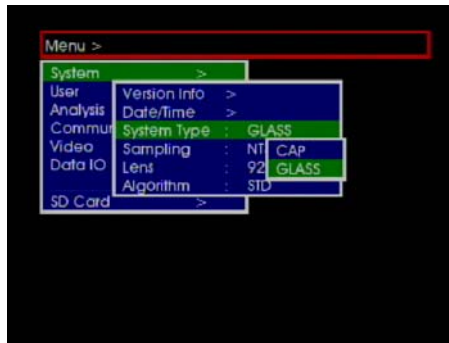 Menu >
System >
User
Version Info >
Analysis
Date/Time >
Commun
System Type : GLASS
Video
Sampling : NT
CAP
Data IO
Lens : 92
GLASS
Algorithm : STD
SD Card >